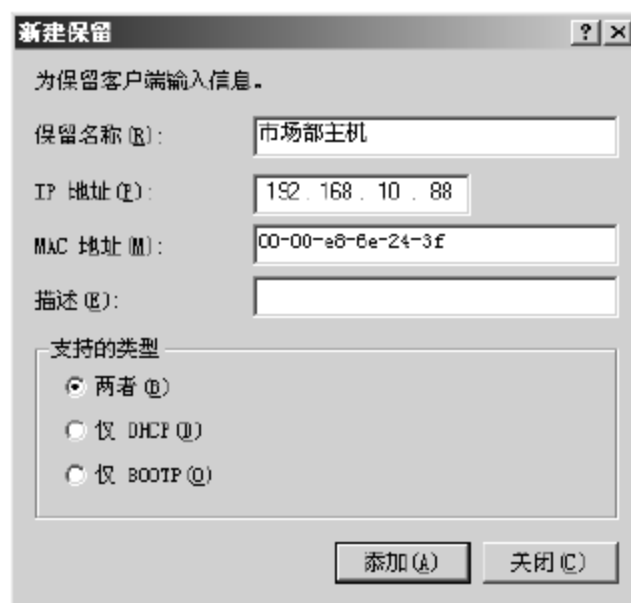 新建保留
为保留客户端输入信息。
保留名称(R): 市场部主机
IP 地址(P): 192 . 168 . 10 . 88
MAC 地址(M): 00-00-e8-6e-24-3f
描述(E):
支持的类型
两者(B)
仅 DHCP(D)
仅 BOOTP(O)
添加(A) 关闭(C)